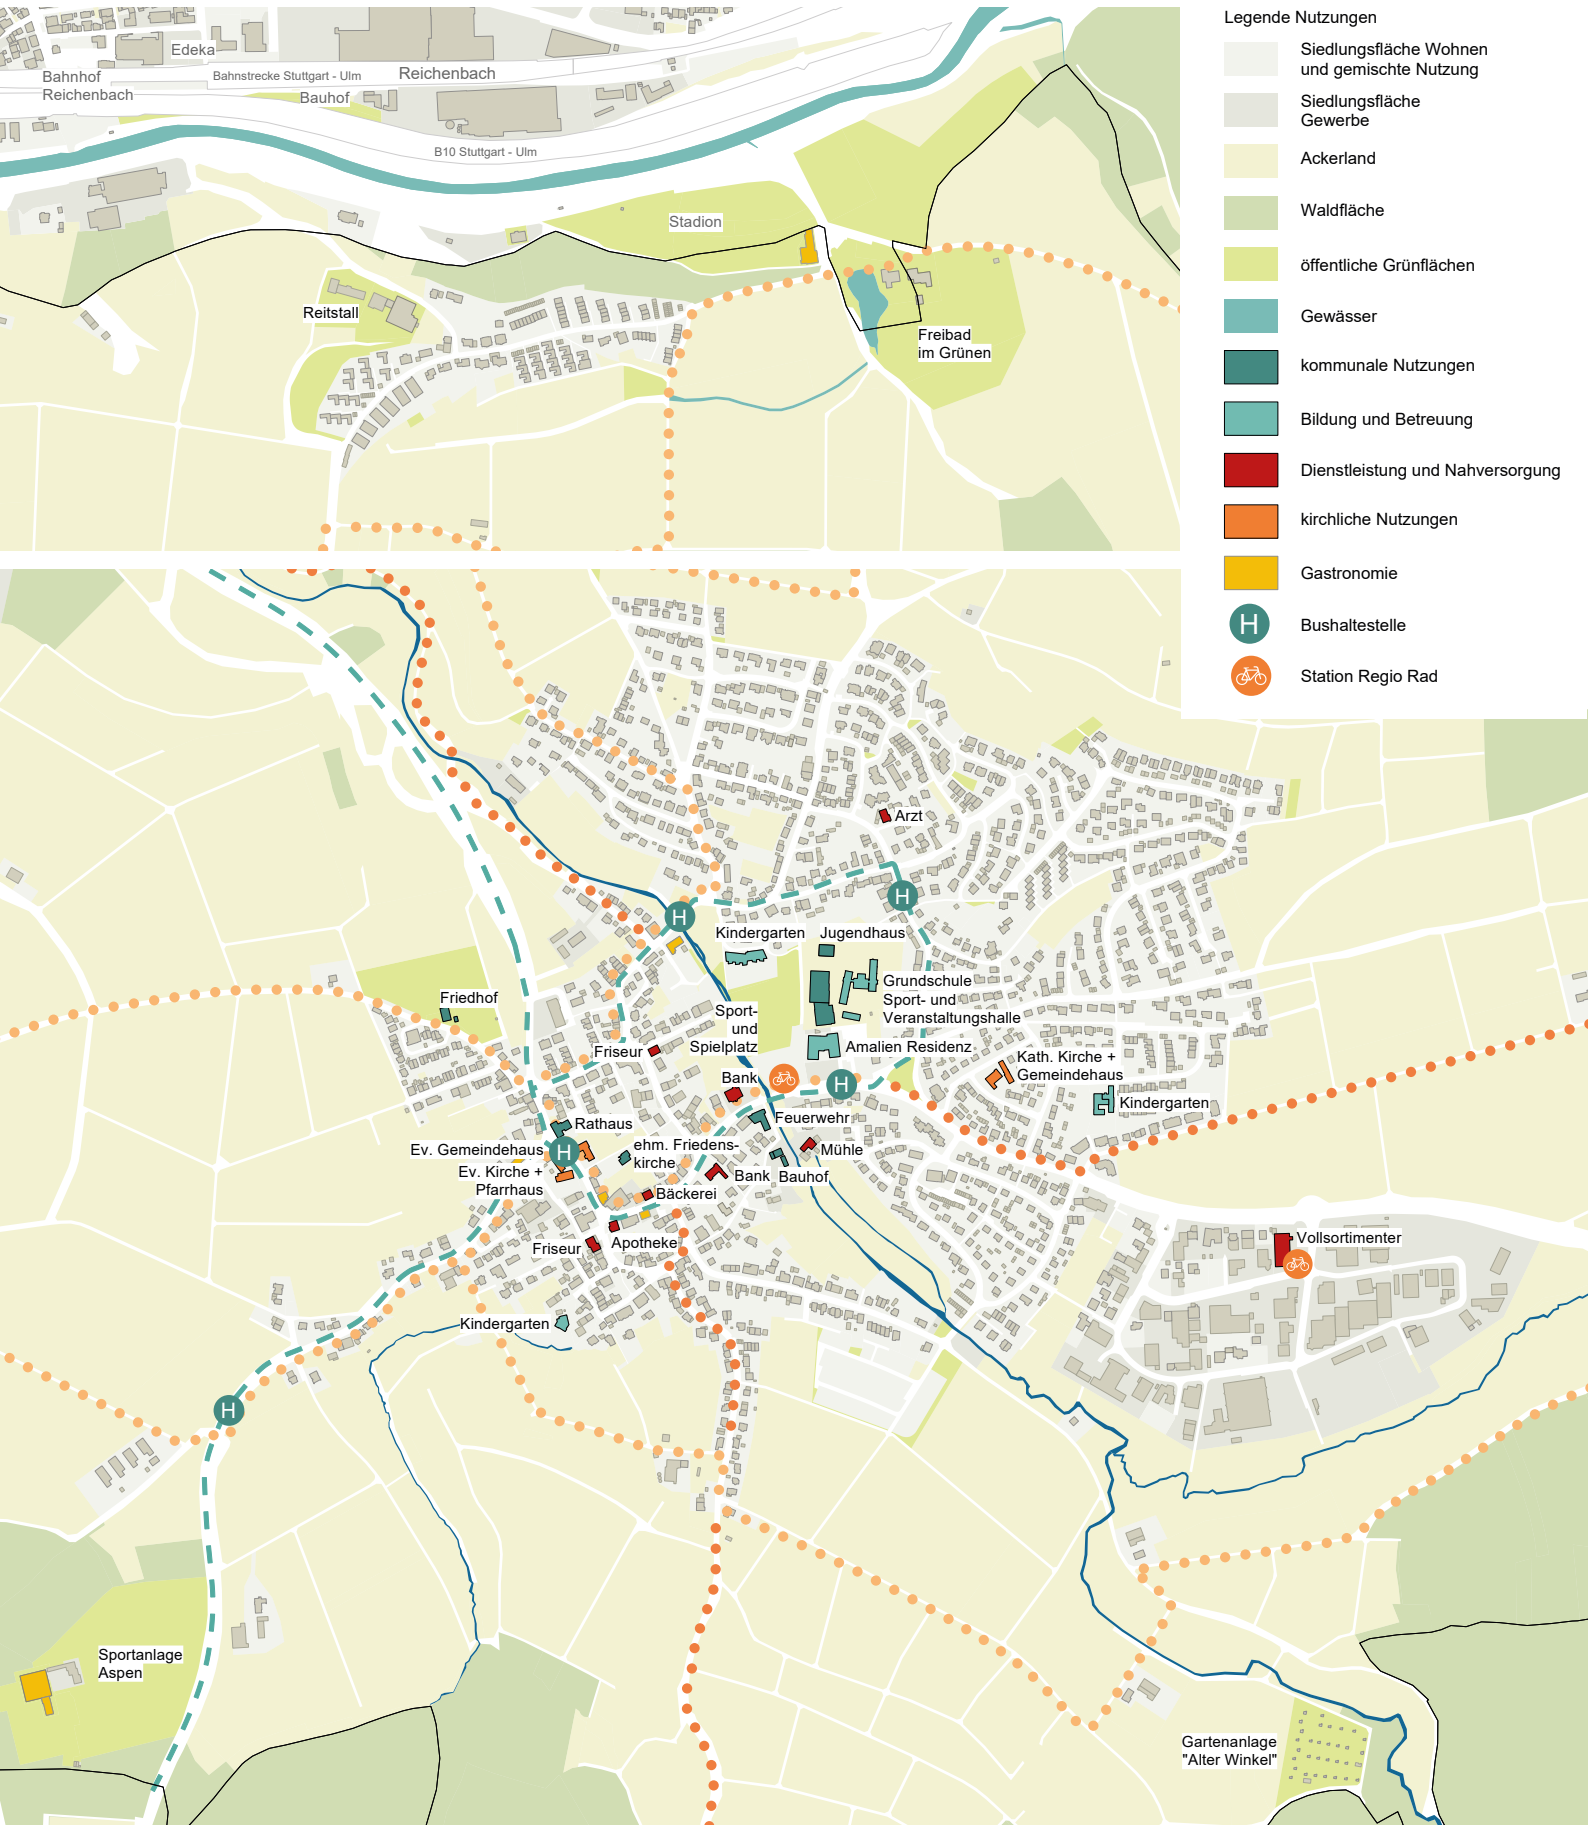 Legende Nutzungen
Siedlungsfläche Wohnen
und gemischte Nutzung
Siedlungsfläche
Gewerbe
Ackerland
Waldfläche
öffentliche Grünflächen
Gewässer
kommunale Nutzungen
Bildung und Betreuung
Dienstleistung und Nahversorgung
kirchliche Nutzungen
Gastronomie
H
Bushaltestelle
Station Regio Rad
Edeka
Bahnhof
Reichenbach
Bahnstrecke Stuttgart - Ulm
Reichenbach
Bauhof
B10 Stuttgart - Ulm
Stadion
Reitstall
Freibad
im Grünen
Arzt
H
H
Kindergarten
Jugendhaus
Friedhof
Grundschule
Sport- und
Veranstaltungshalle
Sport-
und
Spielplatz
Friseur
Amalien Residenz
Kath. Kirche +
Gemeindehaus
Bank
H
Kindergarten
Feuerwehr
Rathaus
Ev. Gemeindehaus
H
ehm. Friedens-
kirche
Mühle
Ev. Kirche +
Pfarrhaus
Bank
Bauhof
Bäckerei
Friseur
Apotheke
Vollsortimenter
Kindergarten
H
Sportanlage
Aspen
Gartenanlage
"Alter Winkel"